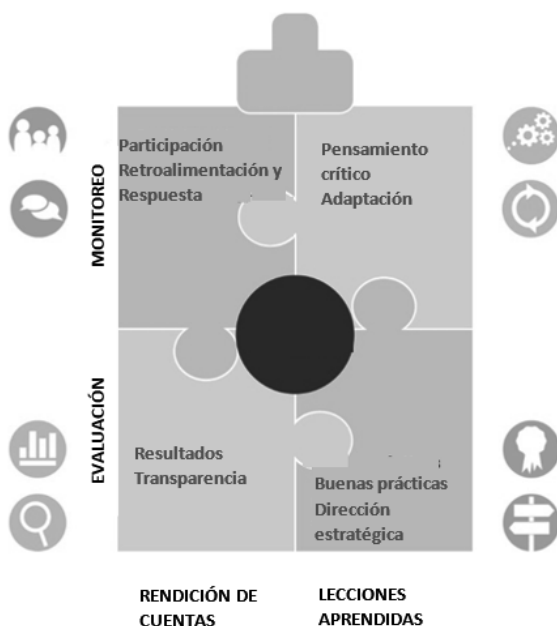 Participación
Retroalimentación y
Respuesta
Pensamiento
crítico
Adaptación
MONITOREO
EVALUACIÓN
Resultados
Transparencia
Buenas prácticas
Dirección
estratégica
RENDICIÓN DE
CUENTAS
LECCIONES
APRENDIDAS